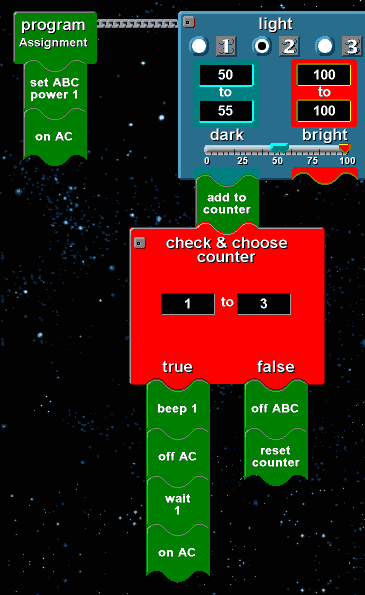 program
Assignment
set ABC
power 1
on AC
light
1 2 3
50 100
to to
55 100
dark bright
0 25 50 75 100
add to
counter
check & choose
counter
1 to 3
true false
beep 1 off ABC
off AC reset
counter
wait
1
on AC